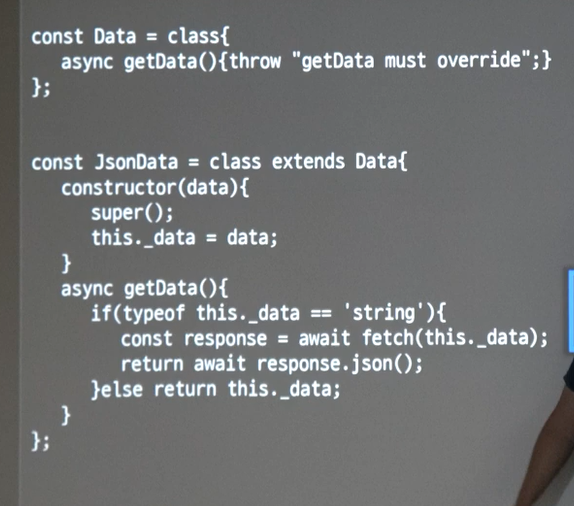 const Data = class{
async getData(){throw "getData must override";}
};
const JsonData = class extends Data{
constructor(data){
super();
this._data = data;
}
async getData(){
if(typeof this._data == 'string'){
const response = await fetch(this._data);
return await response.json();
}else return this._data;
}
};